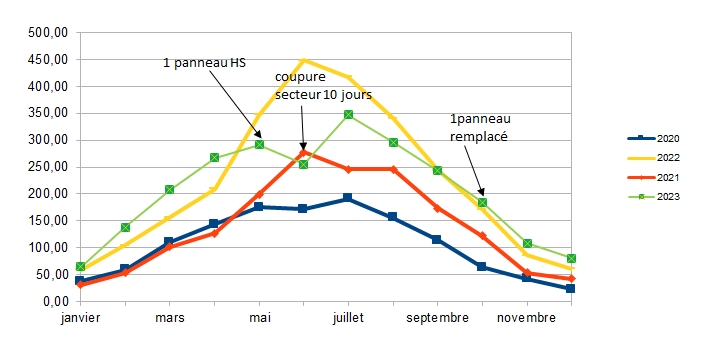 500,00
450,00
400,00
350,00
300,00
250,00
200,00
150,00
100,00
50,00
0,00
1 panneau HS
coupure
secteur 10 jours
1panneau
remplacé
janvier mars mai juillet septembre novembre
2020
2022
2021
2023